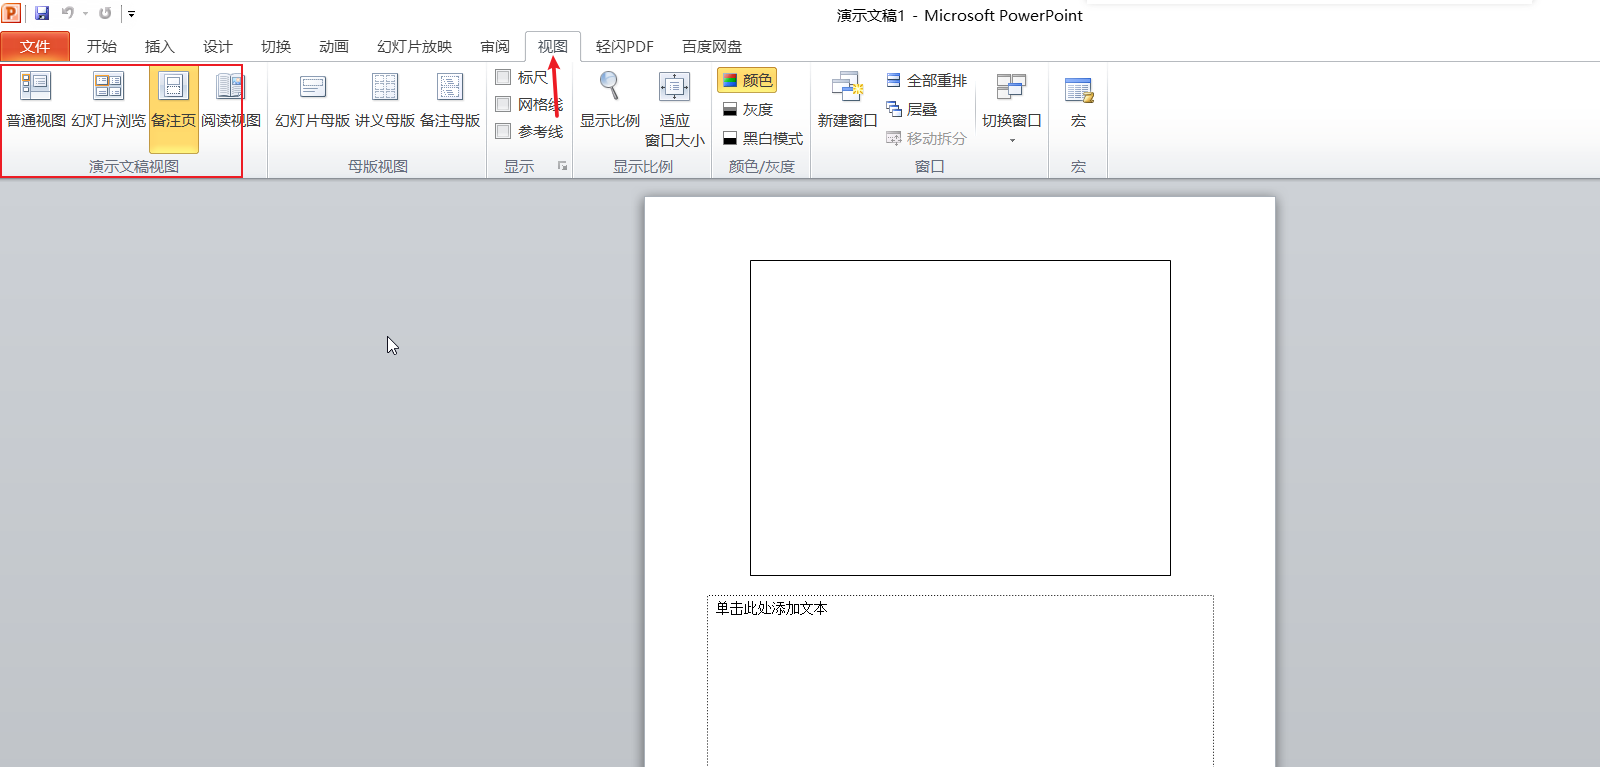 演示文稿1 - Microsoft PowerPoint
文件 开始 插入 设计 切换 动画 幻灯片放映 审阅 视图 轻闪PDF 百度网盘
普通视图 幻灯片浏览 备注页 阅读视图
演示文稿视图
幻灯片母版 讲义母版 备注母版
母版视图
标尺
网格线
参考线
显示
显示比例 适应
窗口大小
显示比例
颜色
灰度
黑白模式
颜色/灰度
新建窗口
全部重排
层叠
移动拆分
切换窗口
窗口
宏
宏
单击此处添加文本